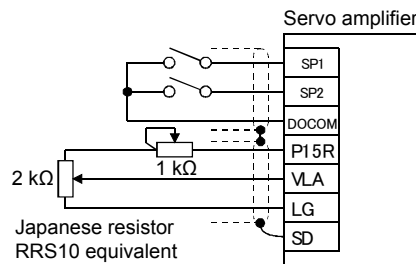 Servo amplifier
SP1
SP2
DOCOM
P15R
1 kΩ
2 kΩ
VLA
LG
Japanese resistor
RRS10 equivalent
SD